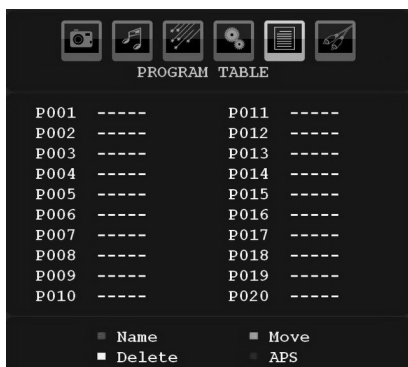 PROGRAM TABLE
P001 ----- P011 -----
P002 ----- P012 -----
P003 ----- P013 -----
P004 ----- P014 -----
P005 ----- P015 -----
P006 ----- P016 -----
P007 ----- P017 -----
P008 ----- P018 -----
P009 ----- P019 -----
P010 ----- P020 -----
Name Move
Delete APS